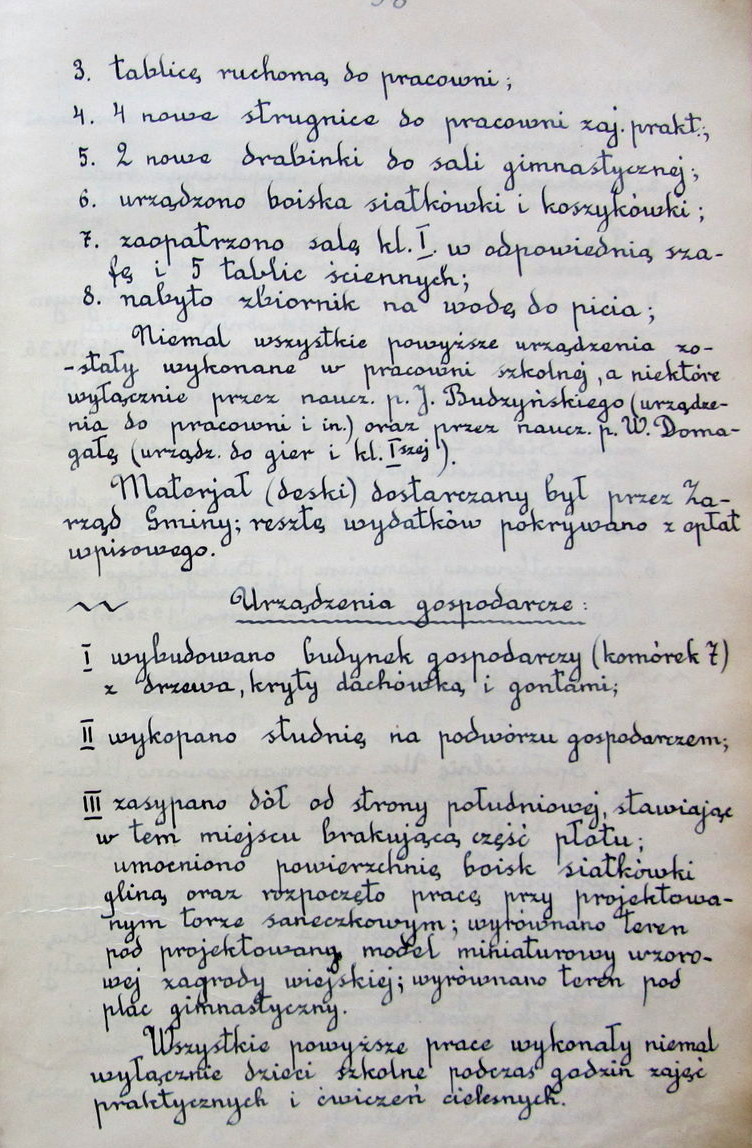 3. tablicę ruchomą do pracowni;
4. 4 nowe strugnice do pracowni zaj. prakt.;
5. 2 nowe drabinki do sali gimnastycznej;
6. urządzono boiska siatkówki i koszykówki;
7. zaopatrzono salę kl. I. w odpowiednią sza-
fę i 5 tablic ściennych;
8. nabyto zbiornik na wodę do picia;
Niemal wszystkie powyższe urządzenia zo-
-stały wykonane w pracowni szkolnej, a niektóre
wyłącznie przez naucz. p. J. Budzyńskiego (urządze-
nia do pracowni i in.) oraz przez naucz. p. W. Doma-
gałę (urządz. do gier i kl. I szej).
Materjał (deski) dostarczany był przez Za-
rząd Gminy; resztę wydatków pokrywano z opłat
wpisowego.
Urządzenia gospodarcze:
I wybudowano budynek gospodarczy (komórek 7)
z drzewa, kryty dachówką i gontami;
II wykopano studnię na podwórzu gospodarczem;
III zasypano dół od strony południowej, stawiając
w tem miejscu brakującą część płotu;
umocniono powierzchnię boisk siatkówki
gliną oraz rozpoczęto pracę przy projektowa-
nym torze saneczkowym; wyrównano teren
pod projektowany model miniaturowy wzoro-
wej zagrody wiejskiej; wyrównano teren pod
plac gimnastyczny.
Wszystkie powyższe prace wykonały niemal
wyłącznie dzieci szkolne podczas godzin zajęć
praktycznych i ćwiczeń cielesnych.